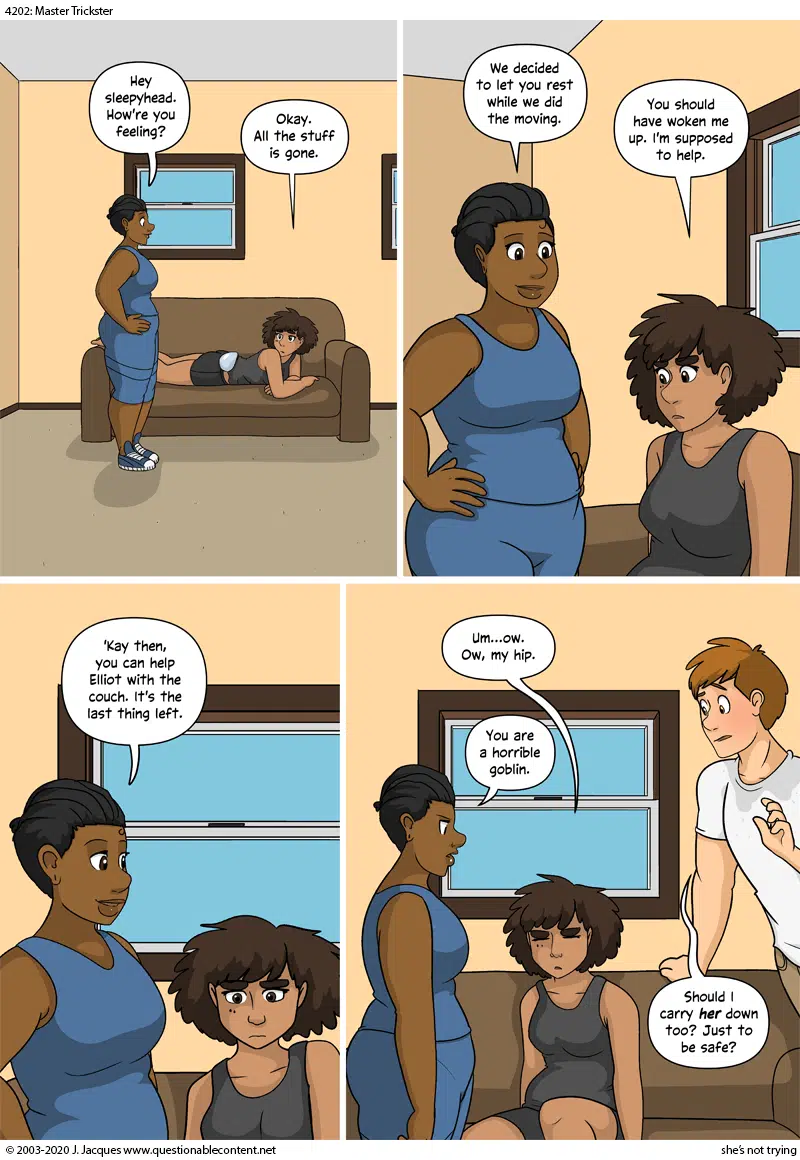 4202: Master Trickster
Hey
sleepyhead.
How're you
feeling?
Okay.
All the stuff
is gone.
We decided
to let you rest
while we did
the moving.
You should
have woken me
up. I'm supposed
to help.
'Kay then,
you can help
Elliot with the
couch. It's the
last thing left.
Um...ow.
Ow, my hip.
You are
a horrible
goblin.
Should I
carry her down
too? Just to
be safe?
© 2003-2020 J. Jacques www.questionablecontent.net
she's not trying